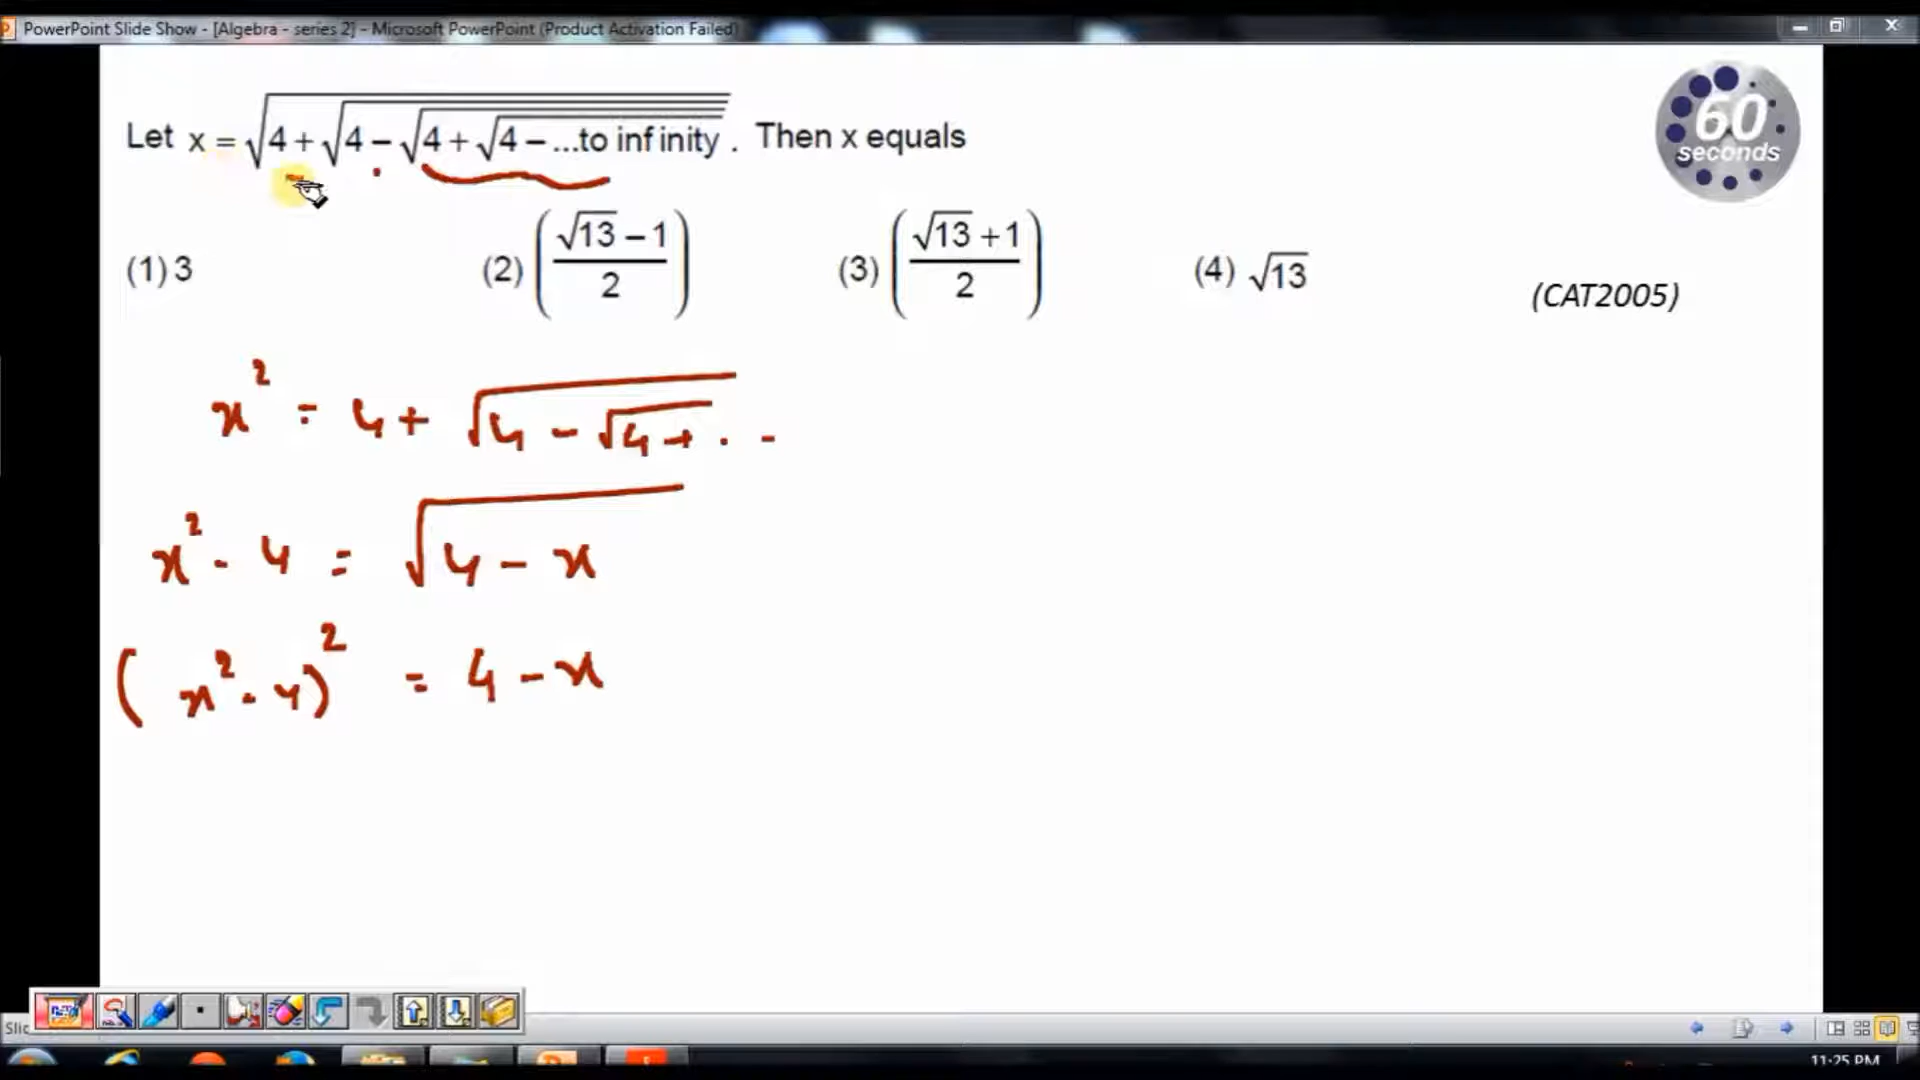 PowerPoint Slide Show - [Algebra - series 2] - Microsoft PowerPoint (Product Activation Failed)
Let x = √4 + √4 − √4 + √4 − ...to infinity . Then x equals
60
seconds
(1) 3 (2) (√13 − 1 / 2) (3) (√13 + 1 / 2) (4) √13
(CAT2005)
x² = 4 + √4 − √4 + . -
x² - 4 = √4 − x
(x² - 4)² = 4 − x
11:25 PM